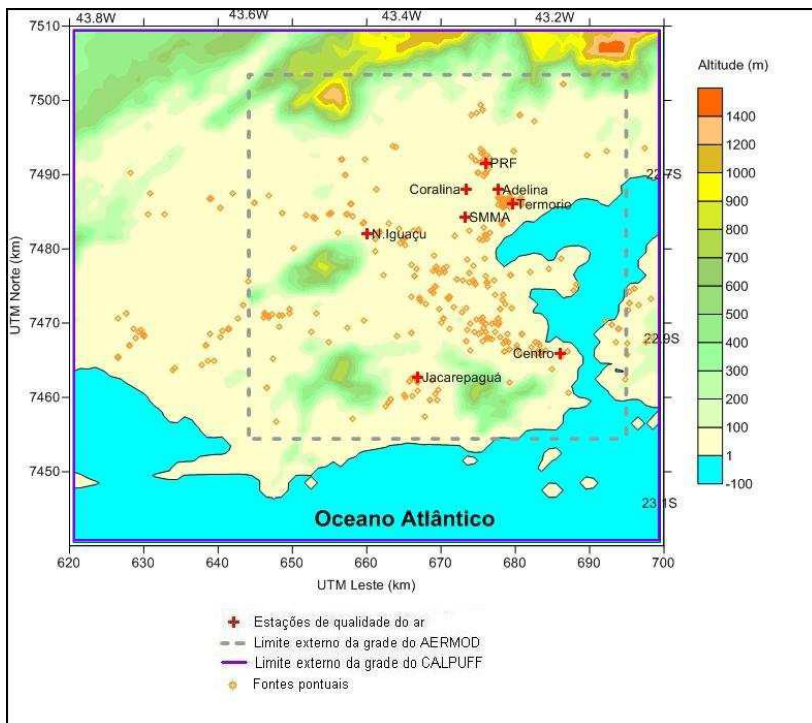 43.8W 43.6W 43.4W 43.2W
7510
7500
7490
7480
7470
7460
7450
UTM Norte (km)
22.7S
22.9S
23.1S
PRF
Coralina
Adelina
Termorio
SMMA
N.Iguaçu
Centro
Jacarepaguá
Oceano Atlântico
620 630 640 650 660 670 680 690 700
UTM Leste (km)
Altitude (m)
1400
1200
1000
900
800
700
600
500
400
300
200
100
1
-100
Estações de qualidade do ar
Limite externo da grade do AERMOD
Limite externo da grade do CALPUFF
Fontes pontuais